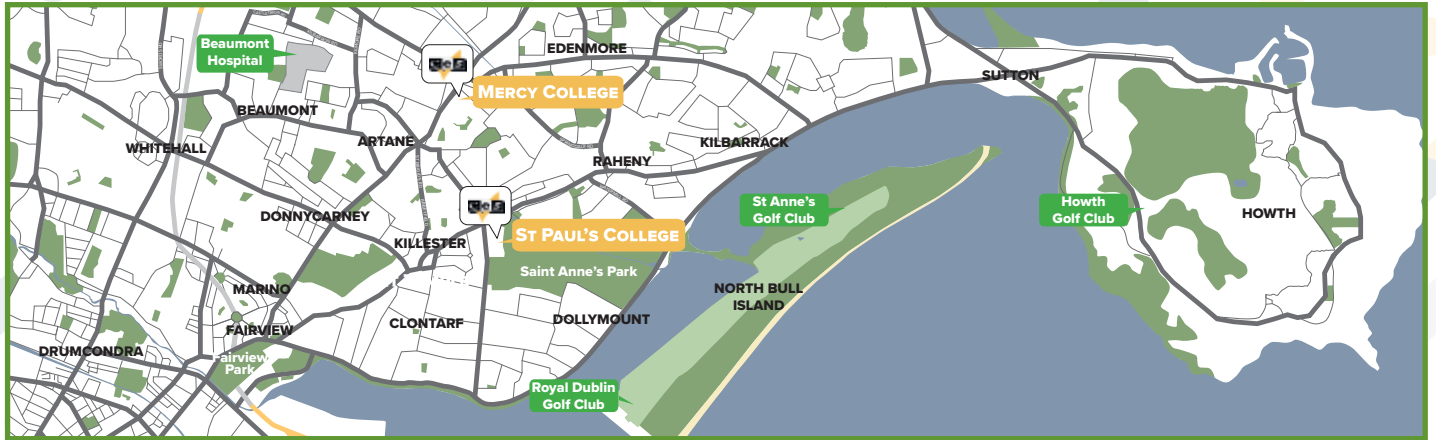 Beaumont
Hospital
CeS
MERCY COLLEGE
EDENMORE
SUTTON
BEAUMONT
ARTANE
WHITEHALL
KILBARRACK
RAHENY
CeS
ST PAUL'S COLLEGE
St Anne's
Golf Club
Howth
Golf Club
HOWTH
DONNYCARNEY
KILLESTER
Saint Anne's Park
MARINO
NORTH BULL
ISLAND
CLONTARF
DOLLYMOUNT
FAIRVIEW
DRUMCONDRA
Fairview
Park
Royal Dublin
Golf Club